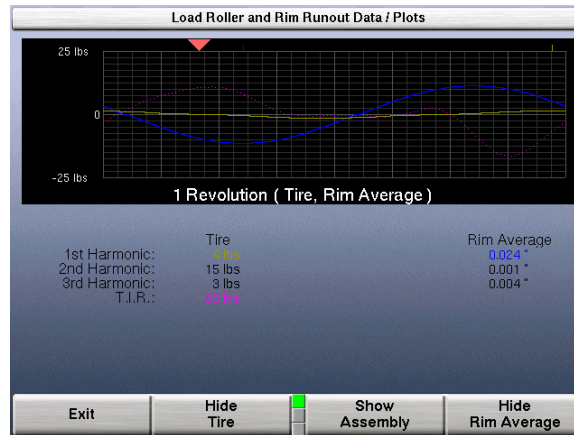 Load Roller and Rim Runout Data / Plots
25 lbs
0
-25 lbs
1 Revolution ( Tire, Rim Average )
Tire Rim Average
1st Harmonic: 4 lbs 0.024 "
2nd Harmonic: 15 lbs 0.001 "
3rd Harmonic: 3 lbs 0.004 "
T.I.R.: lbs
Exit
Hide Tire
Show Assembly
Hide Rim Average